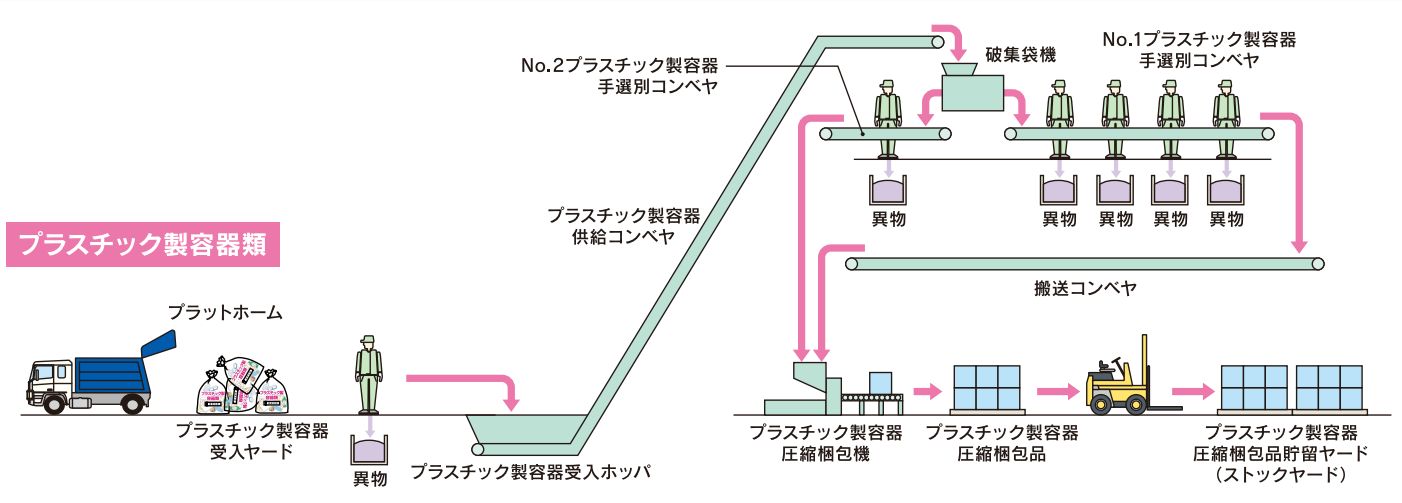 プラスチック製容器類
プラットホーム
プラスチック製容器
受入ヤード
異物
プラスチック製容器受入ホッパ
プラスチック製容器
供給コンベヤ
No.2プラスチック製容器
手選別コンベヤ
破集袋機
No.1プラスチック製容器
手選別コンベヤ
異物
異物
異物
異物
異物
搬送コンベヤ
プラスチック製容器
圧縮梱包機
プラスチック製容器
圧縮梱包品
プラスチック製容器
圧縮梱包品貯留ヤード
（ストックヤード）